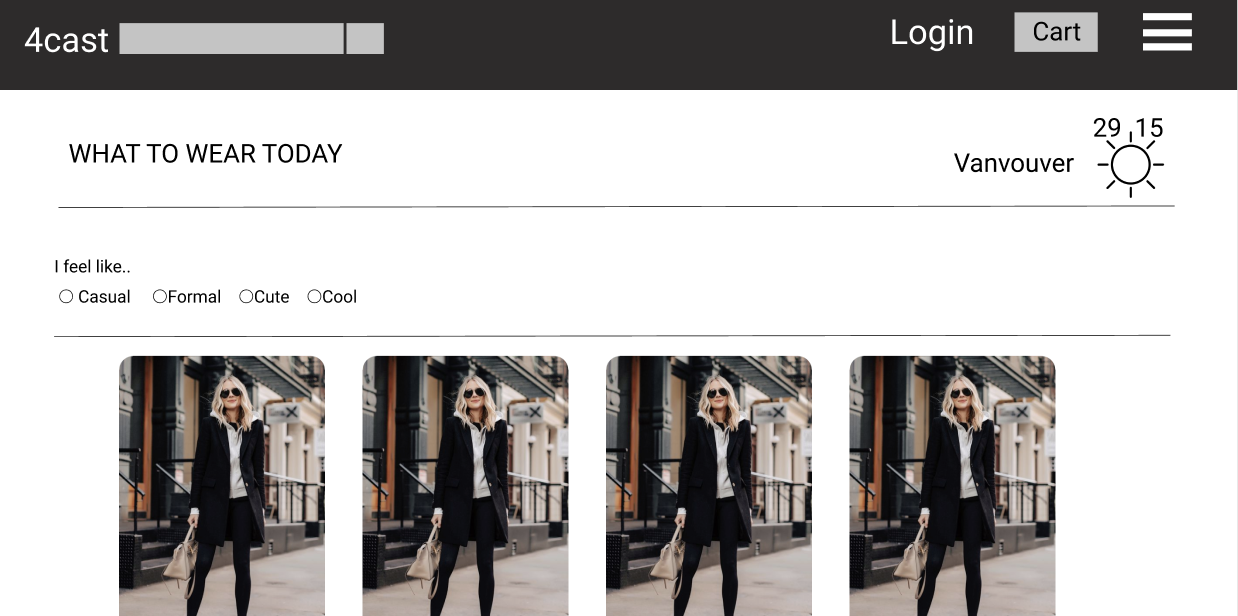 4cast
Login
Cart
WHAT TO WEAR TODAY
Vanvouver
29
15
I feel like..
Casual
Formal
Cute
Cool